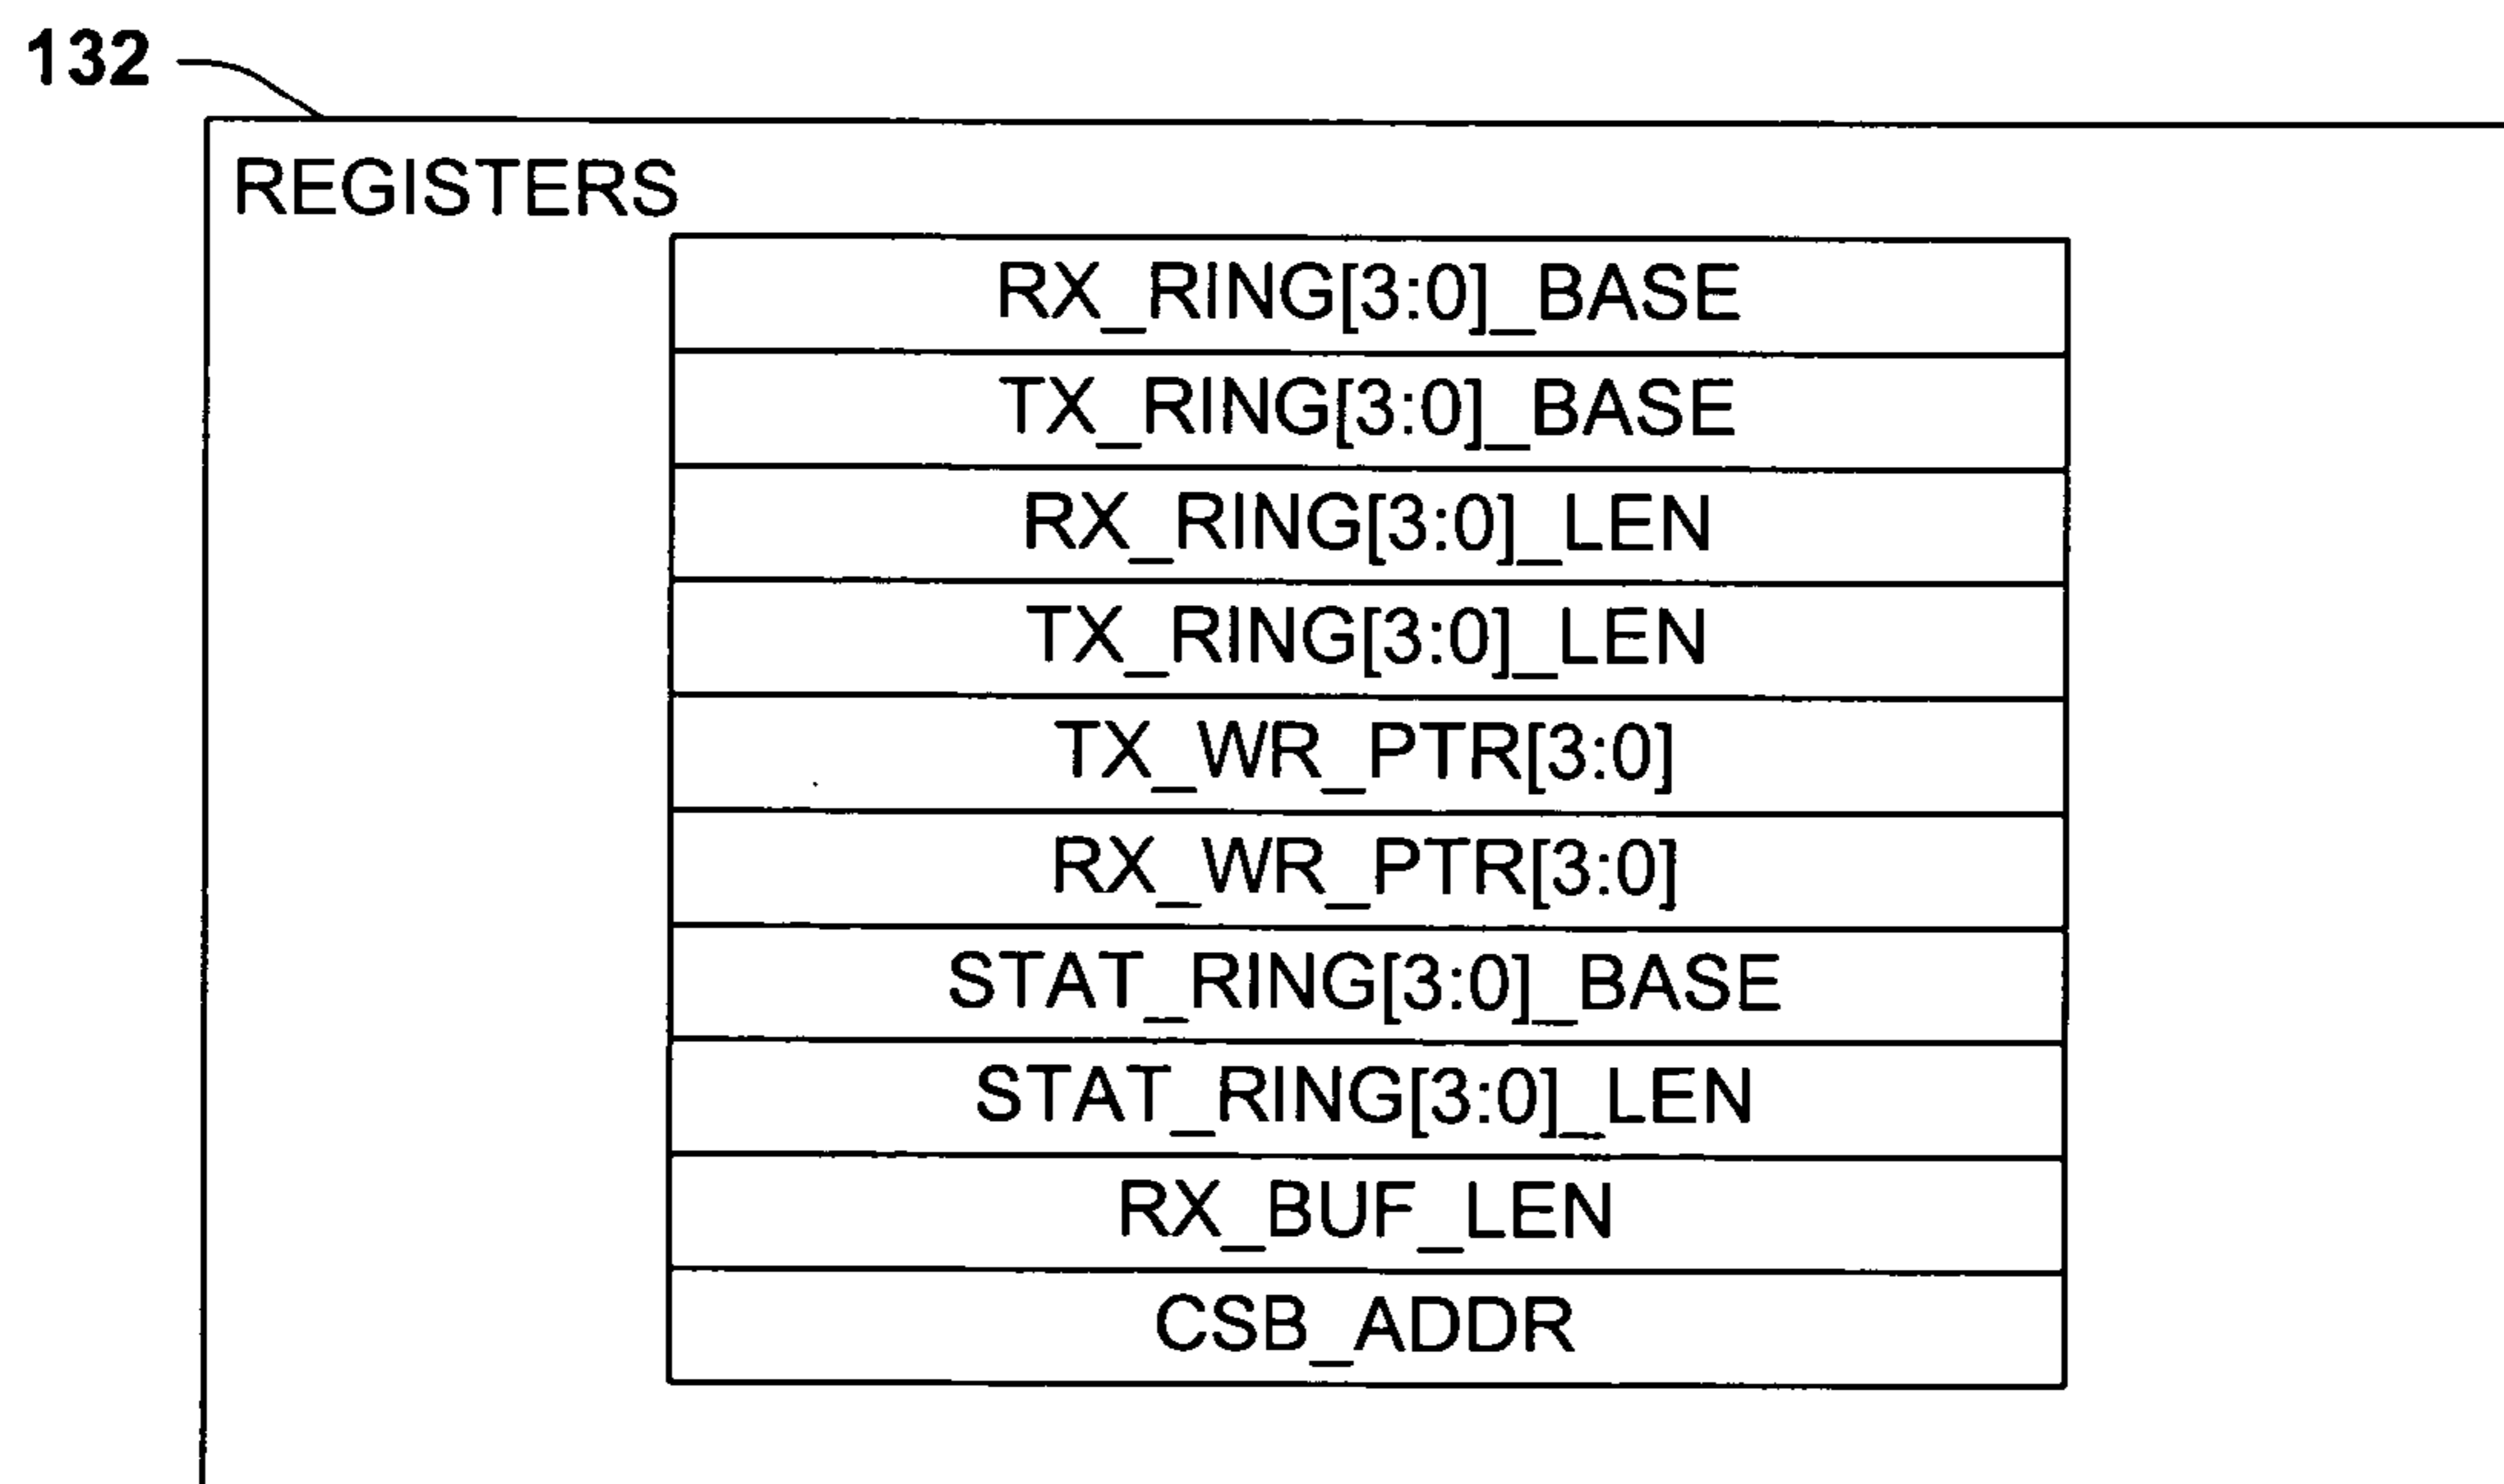 132
REGISTERS
RX_RING[3:0]_BASE
TX_RING[3:0]_BASE
RX_RING[3:0]_LEN
TX_RING[3:0]_LEN
TX_WR_PTR[3:0]
RX_WR_PTR[3:0]
STAT_RING[3:0]_BASE
STAT_RING[3:0]_LEN
RX_BUF_LEN
CSB_ADDR